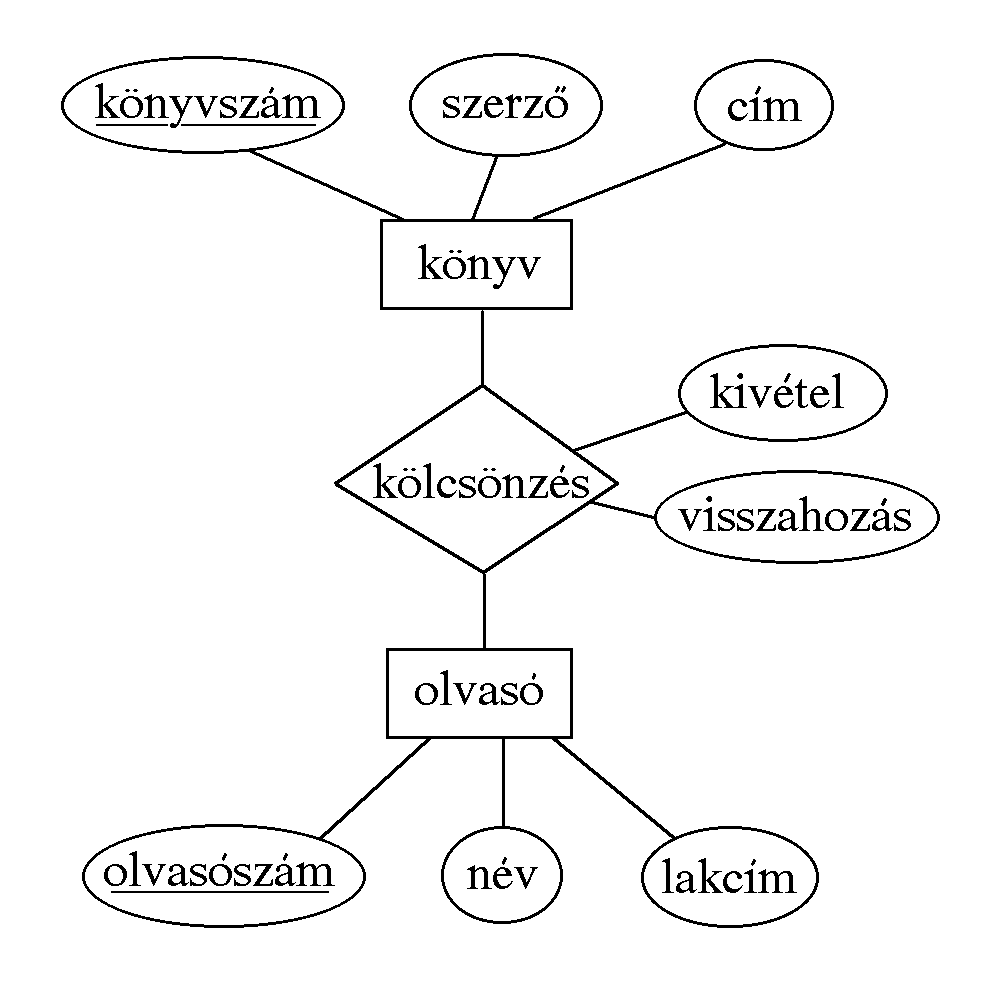 könyvszám
szerző
cím
könyv
kivétel
kölcsönzés
visszahozás
olvasó
olvasószám
név
lakcím